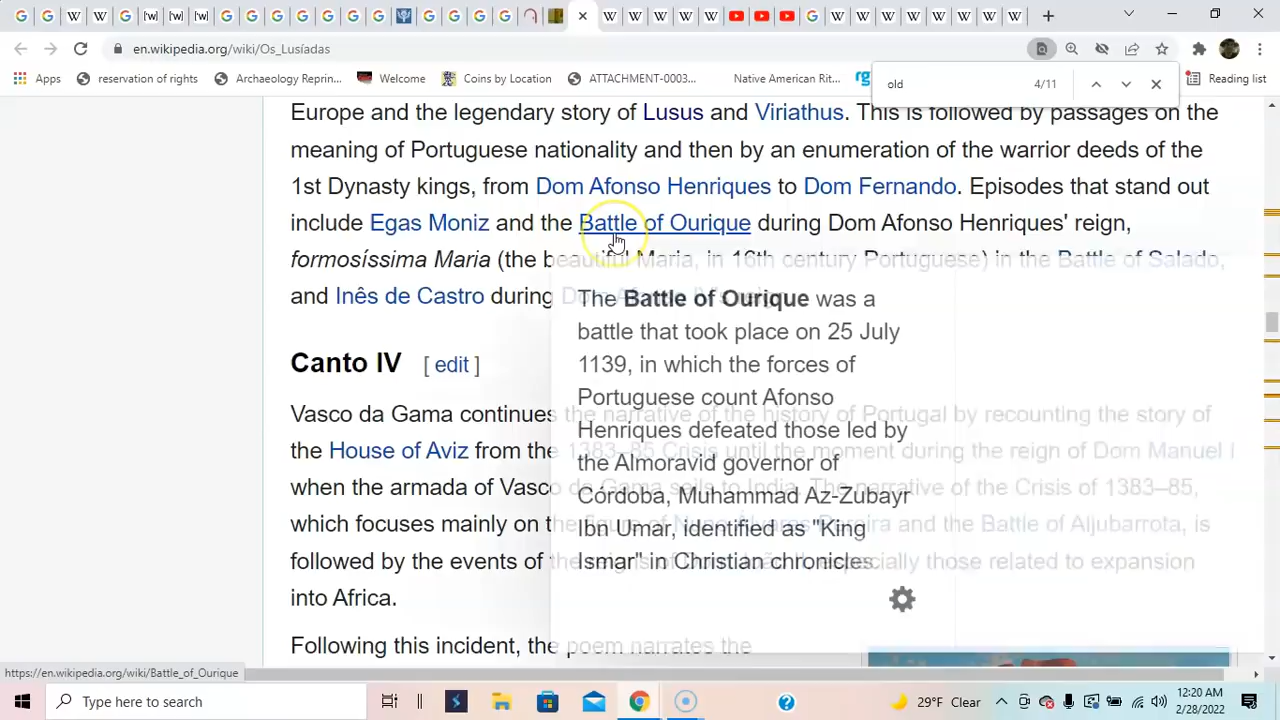 en.wikipedia.org/wiki/Os_Lusíadas
Apps
reservation of rights
Archaeology Reprin...
Welcome
Coins by Location
ATTACHMENT-0003...
Native American Rit...
rg
Reading list
old
4/11
Europe and the legendary story of Lusus and Viriathus. This is followed by passages on the
meaning of Portuguese nationality and then by an enumeration of the warrior deeds of the
1st Dynasty kings, from Dom Afonso Henriques to Dom Fernando. Episodes that stand out
include Egas Moniz and the Battle of Ourique during Dom Afonso Henriques' reign,
formosíssima Maria (the beautiful Maria, in 16th century Portuguese) in the Battle of Salado,
and Inês de Castro during Dom Afonso IV's reign.
The Battle of Ourique was a
battle that took place on 25 July
1139, in which the forces of
Portuguese count Afonso
Henriques defeated those led by
the Almoravid governor of
Córdoba, Muhammad Az-Zubayr
Ibn Umar, identified as "King
Ismar" in Christian chronicles.
Canto IV [ edit ]
Vasco da Gama continues the narrative of the history of Portugal by recounting the story of
the House of Aviz from the 1383–85 Crisis until the moment during the reign of Dom Manuel I
when the armada of Vasco da Gama sails to India. The narrative of the Crisis of 1383–85,
which focuses mainly on the figure of Nuno Álvares Pereira and the Battle of Aljubarrota, is
followed by the events of the reigns of Dom João II, especially those related to expansion
into Africa.
Following this incident, the poem narrates the
https://en.wikipedia.org/wiki/Battle_of_Ourique
Type here to search
29°F Clear
12:20 AM
2/28/2022